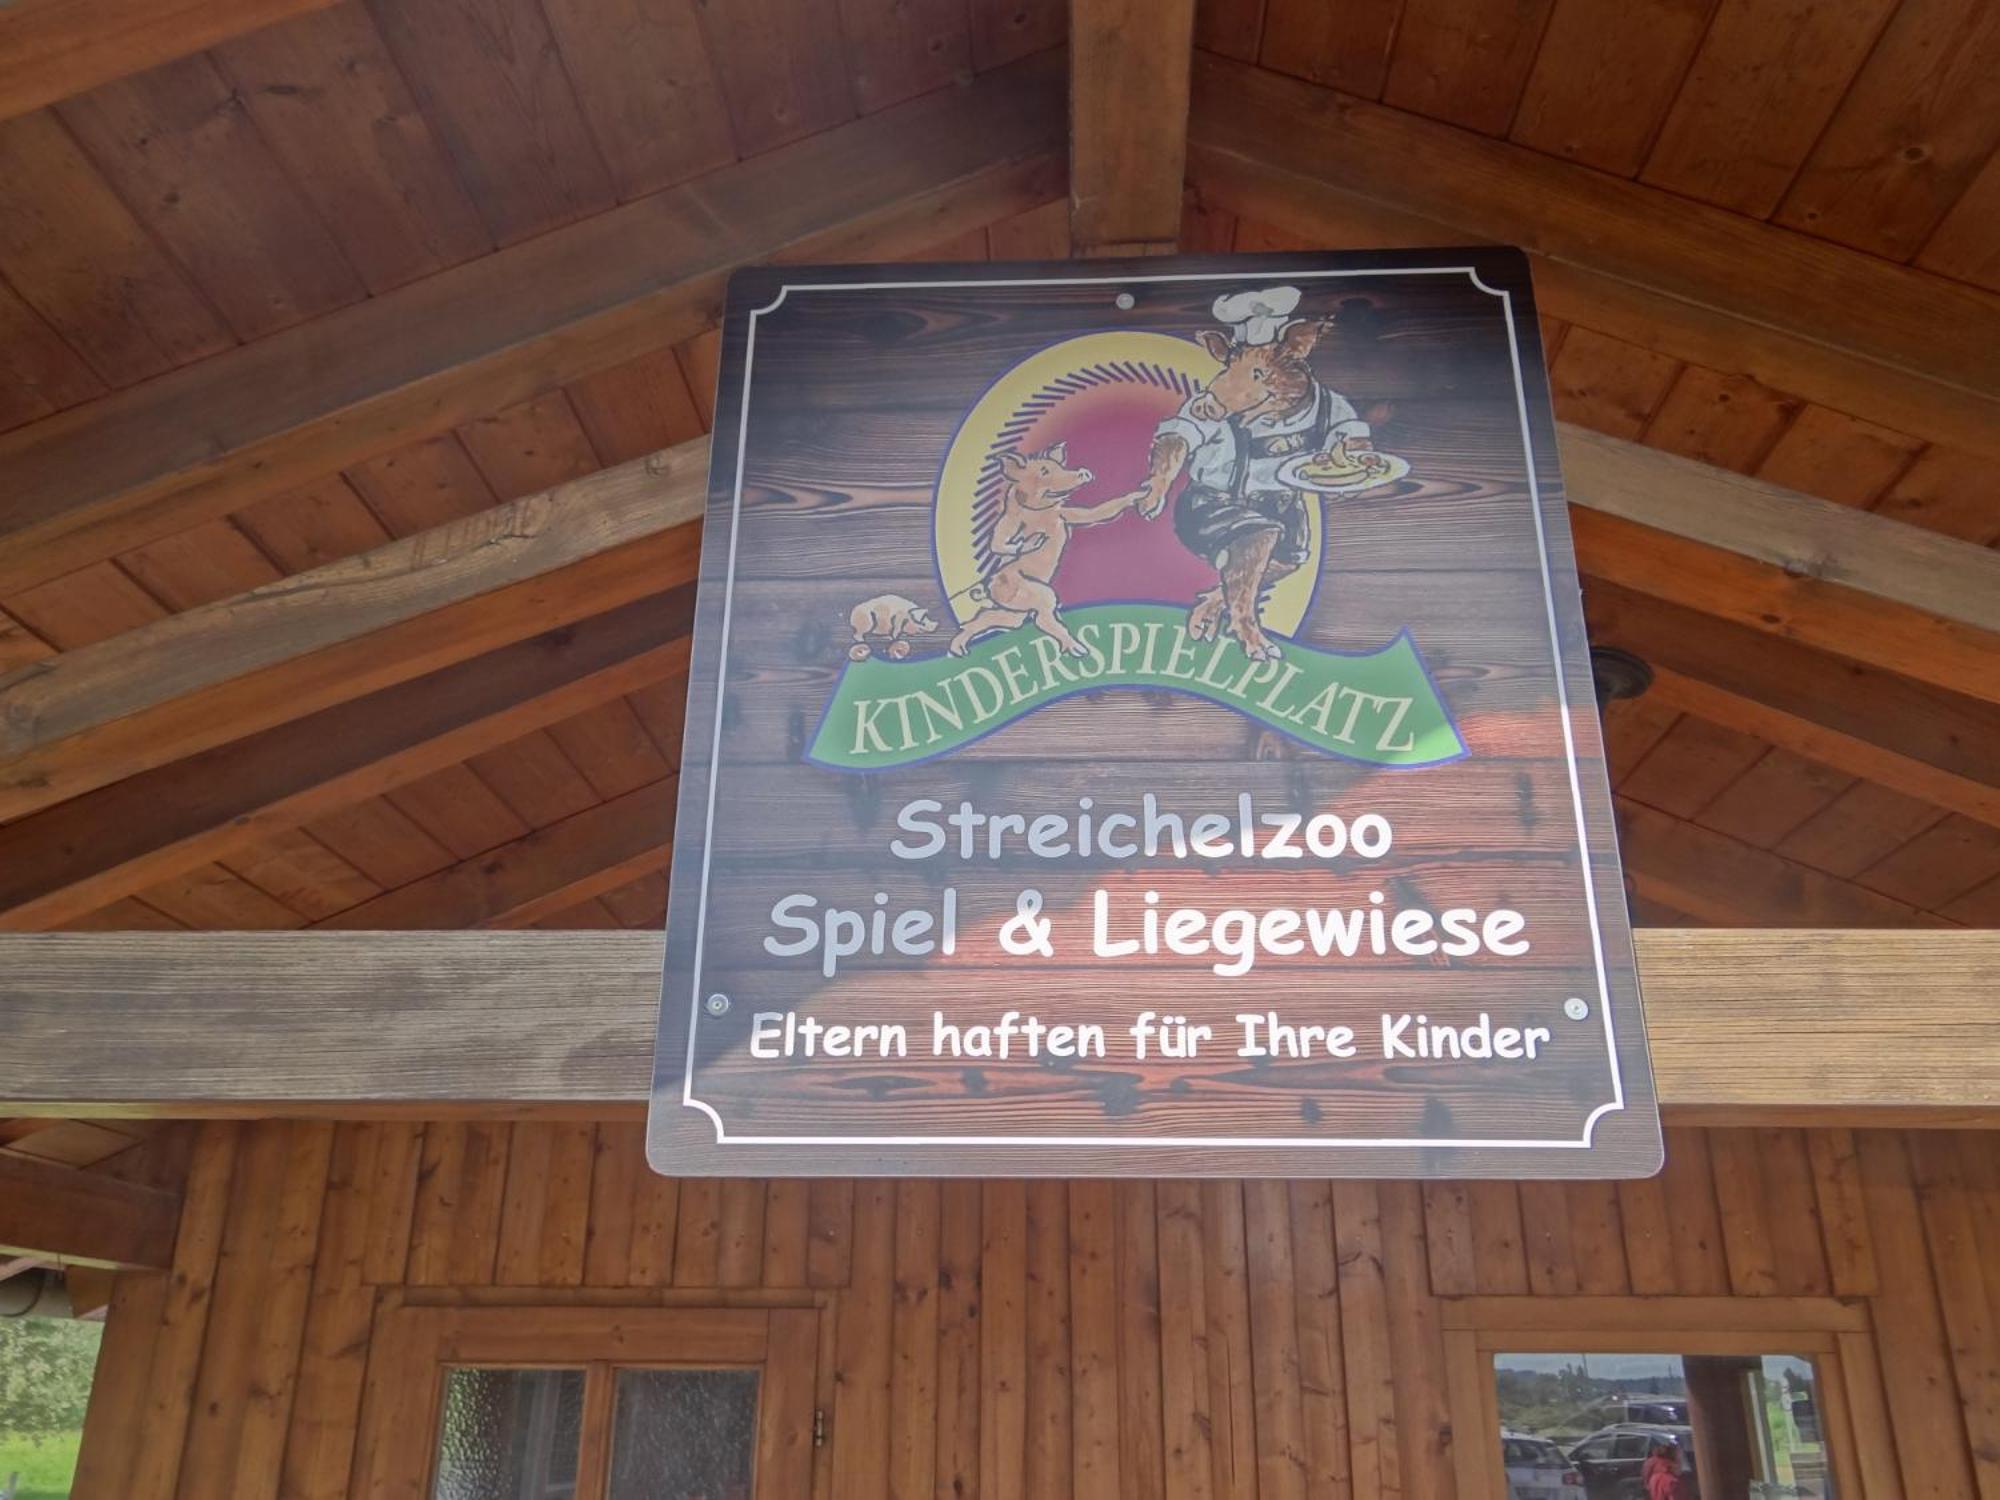 KINDERSPIELPLATZ
Streichelzoo
Spiel & Liegewiese
Eltern haften für Ihre Kinder